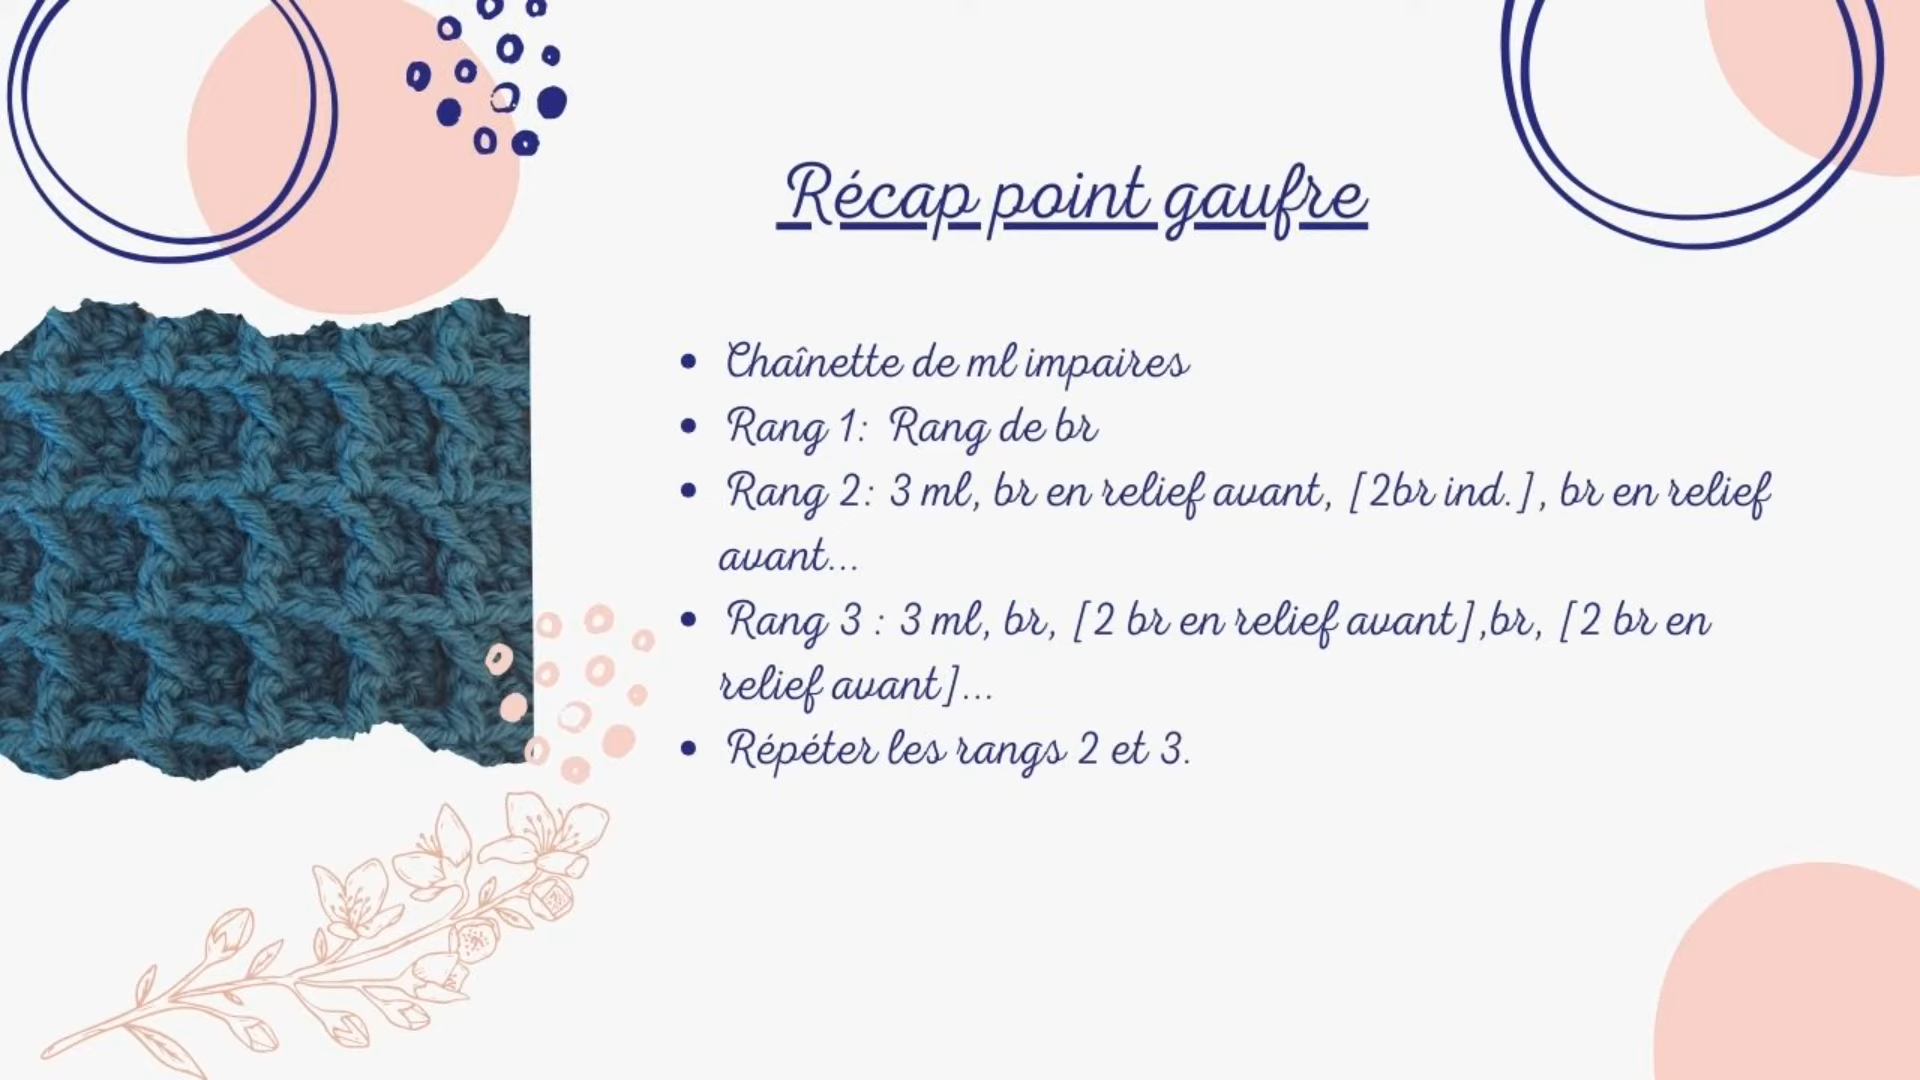 Récap point gaufre
• Chaînette de ml impaires
• Rang 1: Rang de br
• Rang 2: 3 ml, br en relief avant, [2br ind.], br en relief
avant...
• Rang 3 : 3 ml, br, [2 br en relief avant],br, [2 br en
relief avant]...
• Répéter les rangs 2 et 3.